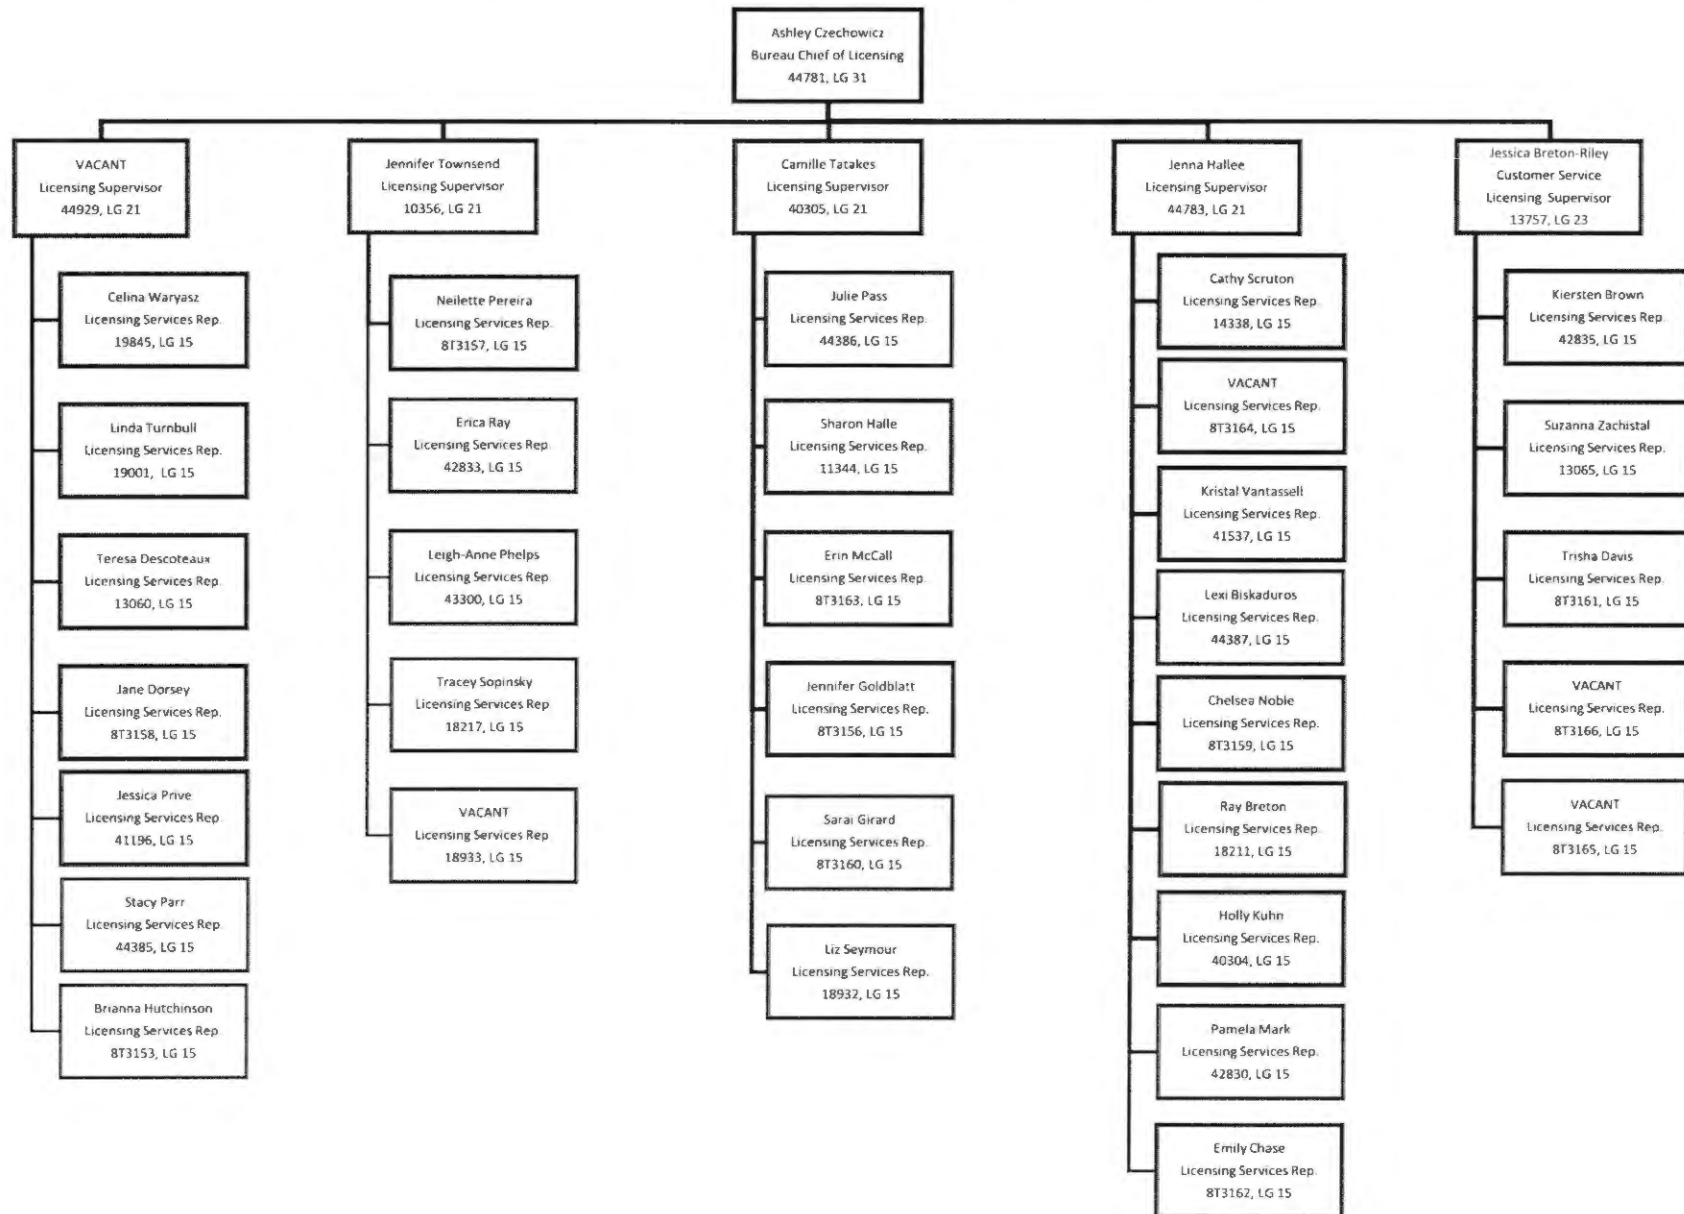 Ashley Czechowicz
Bureau Chief of Licensing
44781, LG 31
VACANT
Licensing Supervisor
44929, LG 21
Celina Waryasz
Licensing Services Rep.
19845, LG 15
Linda Turnbull
Licensing Services Rep.
19001, LG 15
Teresa Descoteaux
Licensing Services Rep.
13060, LG 15
Jane Dorsey
Licensing Services Rep.
8T3158, LG 15
Jessica Prive
Licensing Services Rep.
41196, LG 15
Stacy Parr
Licensing Services Rep.
44385, LG 15
Brianna Hutchinson
Licensing Services Rep.
8T3153, LG 15
Jennifer Townsend
Licensing Supervisor
10356, LG 21
Neilette Pereira
Licensing Services Rep.
8T3157, LG 15
Erica Ray
Licensing Services Rep.
42833, LG 15
Leigh-Anne Phelps
Licensing Services Rep.
43300, LG 15
Tracey Sopinsky
Licensing Services Rep
18217, LG 15
VACANT
Licensing Services Rep
18933, LG 15
Camille Tatakes
Licensing Supervisor
40305, LG 21
Julie Pass
Licensing Services Rep.
44386, LG 15
Sharon Halle
Licensing Services Rep.
11344, LG 15
Erin McCall
Licensing Services Rep.
8T3163, LG 15
Jennifer Goldblatt
Licensing Services Rep.
8T3156, LG 15
Sarai Girard
Licensing Services Rep.
8T3160, LG 15
Liz Seymour
Licensing Services Rep.
18932, LG 15
Jenna Hallee
Licensing Supervisor
44783, LG 21
Cathy Scruton
Licensing Services Rep.
14338, LG 15
VACANT
Licensing Services Rep.
8T3164, LG 15
Kristal Vantassell
Licensing Services Rep.
41537, LG 15
Lexi Biskaduros
Licensing Services Rep.
44387, LG 15
Chelsea Noble
Licensing Services Rep.
8T3159, LG 15
Ray Breton
Licensing Services Rep.
18211, LG 15
Holly Kuhn
Licensing Services Rep.
40304, LG 15
Pamela Mark
Licensing Services Rep.
42830, LG 15
Emily Chase
Licensing Services Rep.
8T3162, LG 15
Jessica Breton-Riley
Customer Service
Licensing Supervisor
13757, LG 23
Kiersten Brown
Licensing Services Rep.
42835, LG 15
Suzanna Zachistal
Licensing Services Rep.
13065, LG 15
Trisha Davis
Licensing Services Rep.
8T3161, LG 15
VACANT
Licensing Services Rep.
8T3166, LG 15
VACANT
Licensing Services Rep.
8T3165, LG 15